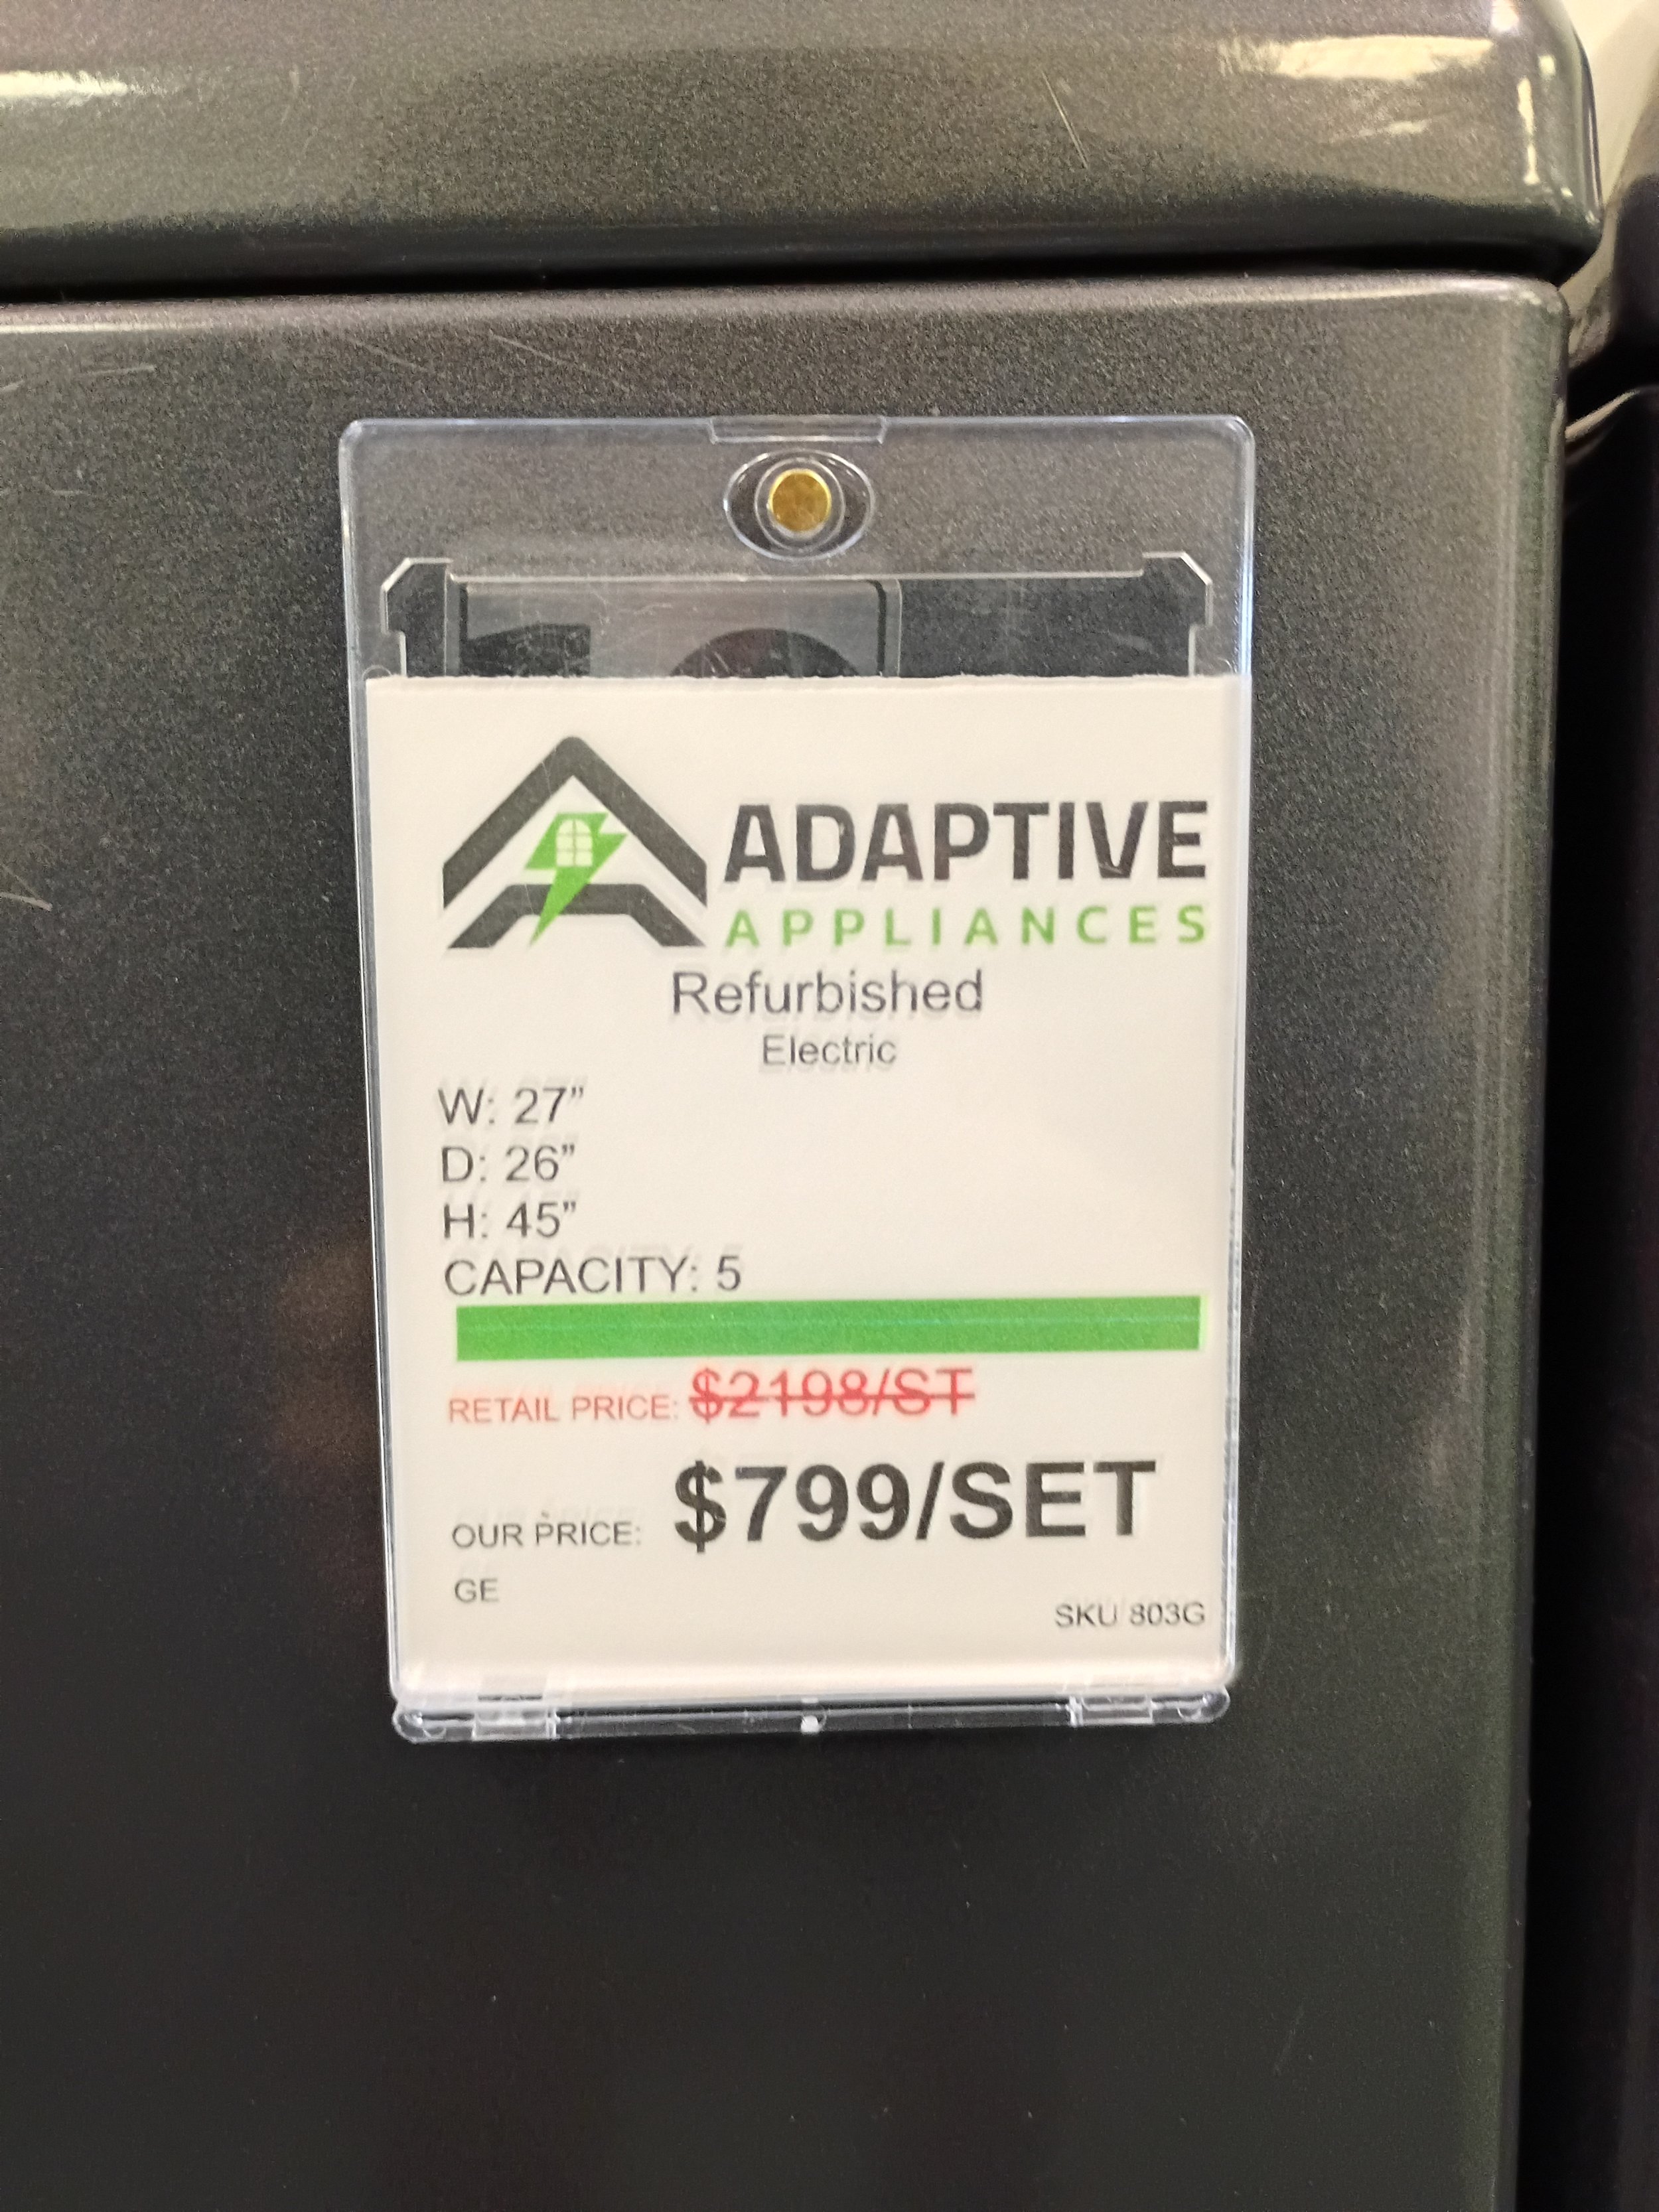 ADAPTIVE
APPLIANCES
Refurbished
Electric
W: 27”
D: 26”
H: 45”
CAPACITY: 5
RETAIL PRICE: $2198/ST
OUR PRICE: $799/SET
GE
SKU 803G